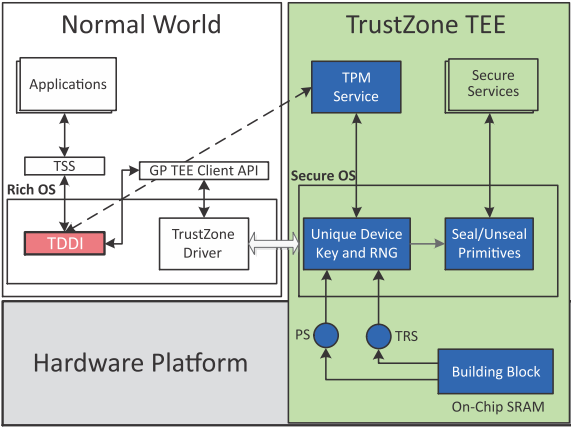 Normal World
TrustZone TEE
Applications
TPM
Service
Secure
Services
TSS
GP TEE Client API
Rich OS
Secure OS
TDDI
TrustZone
Driver
Unique Device
Key and RNG
Seal/Unseal
Primitives
PS
TRS
Hardware Platform
Building Block
On-Chip SRAM